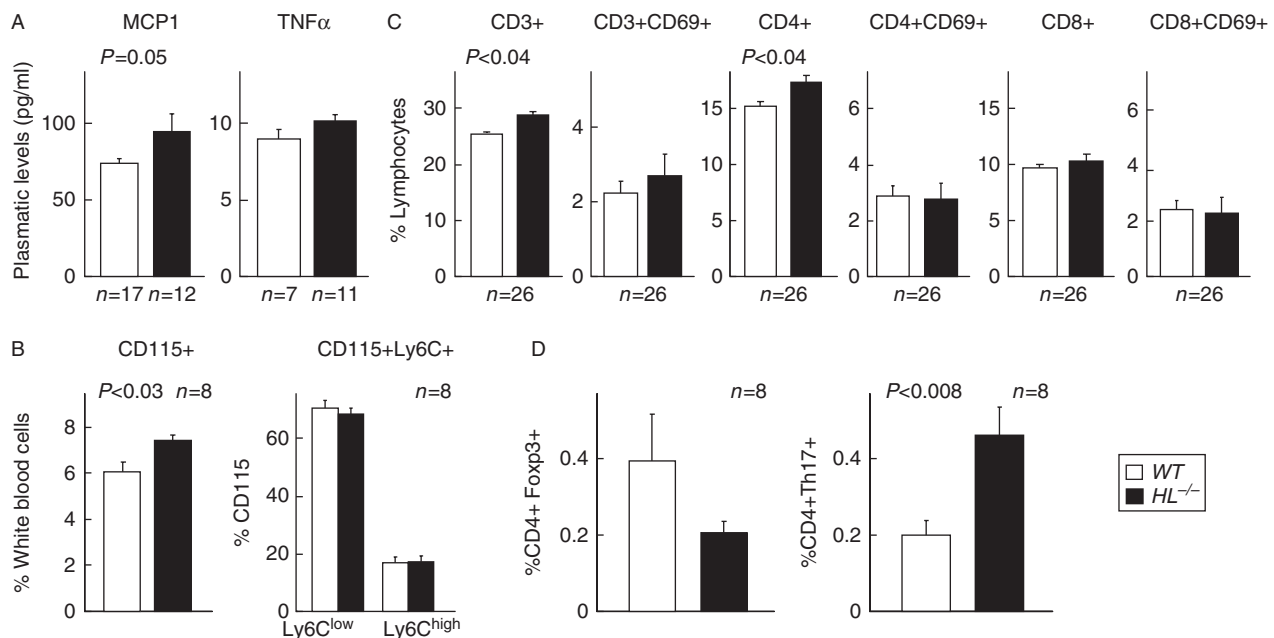 A
MCP1
TNFα
P=0.05
Plasmatic levels (pg/ml)
100
50
0
n=17 n=12
10
5
0
n=7 n=11
C
CD3+
CD3+CD69+
CD4+
CD4+CD69+
CD8+
CD8+CD69+
P<0.04
P<0.04
% Lymphocytes
30
20
10
0
n=26
4
2
0
n=26
15
10
5
0
n=26
6
4
2
0
n=26
15
10
5
0
n=26
6
4
2
0
n=26
B
CD115+
CD115+Ly6C+
P<0.03 n=8
% White blood cells
8
6
4
2
0
n=8
% CD115
60
40
20
0
Ly6Clow
Ly6Chigh
D
n=8
%CD4+ Foxp3+
0.4
0.2
0
P<0.008 n=8
%CD4+Th17+
0.4
0.2
0
WT
HL−/−